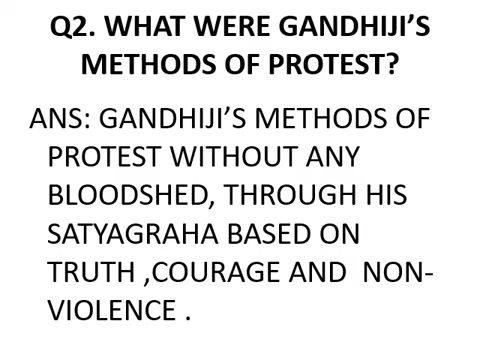 Q2. WHAT WERE GANDHIJI’S
METHODS OF PROTEST?
ANS: GANDHIJI’S METHODS OF
PROTEST WITHOUT ANY
BLOODSHED, THROUGH HIS
SATYAGRAHA BASED ON
TRUTH ,COURAGE AND  NON-
VIOLENCE .